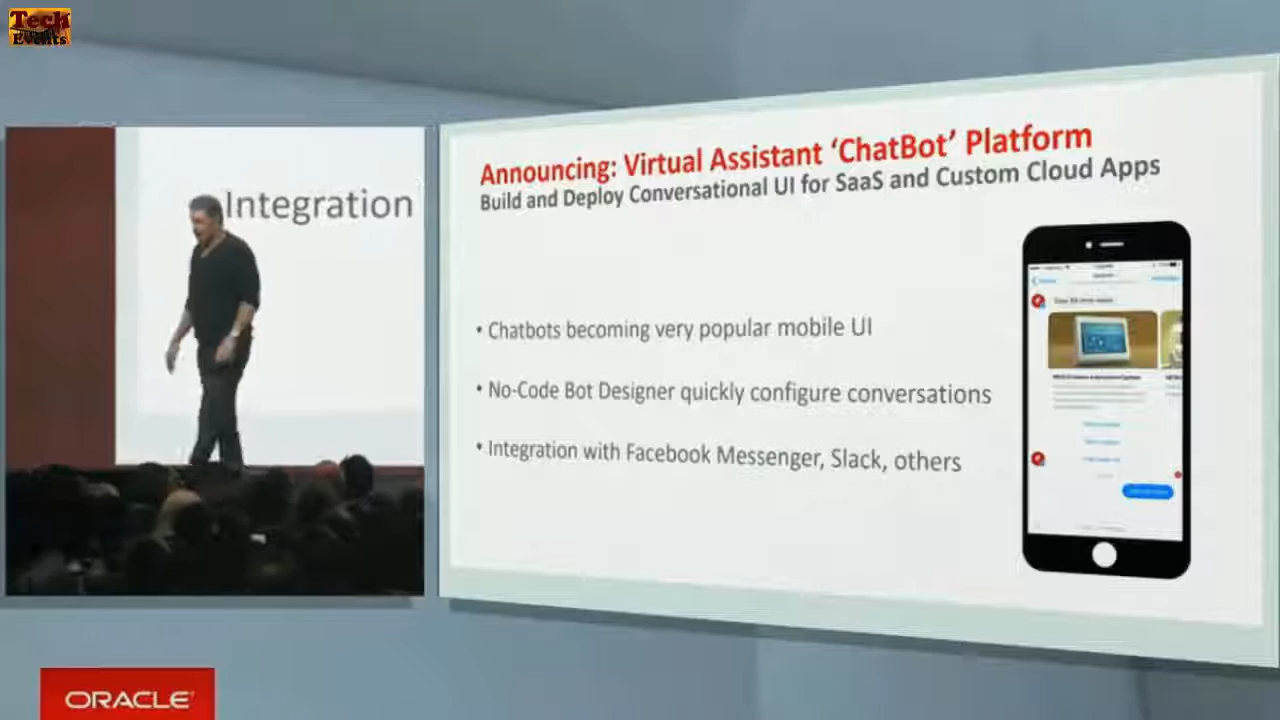 Tech
Events
Integration
Announcing: Virtual Assistant ‘ChatBot’ Platform
Build and Deploy Conversational UI for SaaS and Custom Cloud Apps
• Chatbots becoming very popular mobile UI
• No-Code Bot Designer quickly configure conversations
• Integration with Facebook Messenger, Slack, others
ORACLE